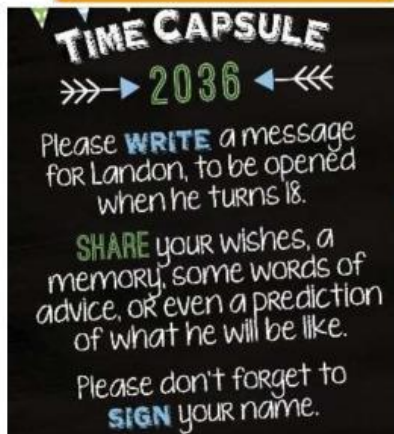 TIME CAPSULE
2036
Please WRITE a message
for Landon, to be opened
when he turns 18.
SHARE your wishes, a
memory, some words of
advice, or even a prediction
of what he will be like.
Please don't forget to
SIGN your name.